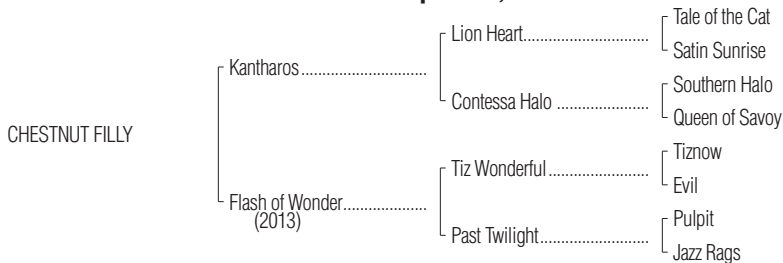 Tale of the Cat
Lion Heart
Satin Sunrise
Kantharos
Southern Halo
Contessa Halo
Queen of Savoy
CHESTNUT FILLY
Tiznow
Tiz Wonderful
Evil
Flash of Wonder
(2013)
Pulpit
Past Twilight
Jazz Rags